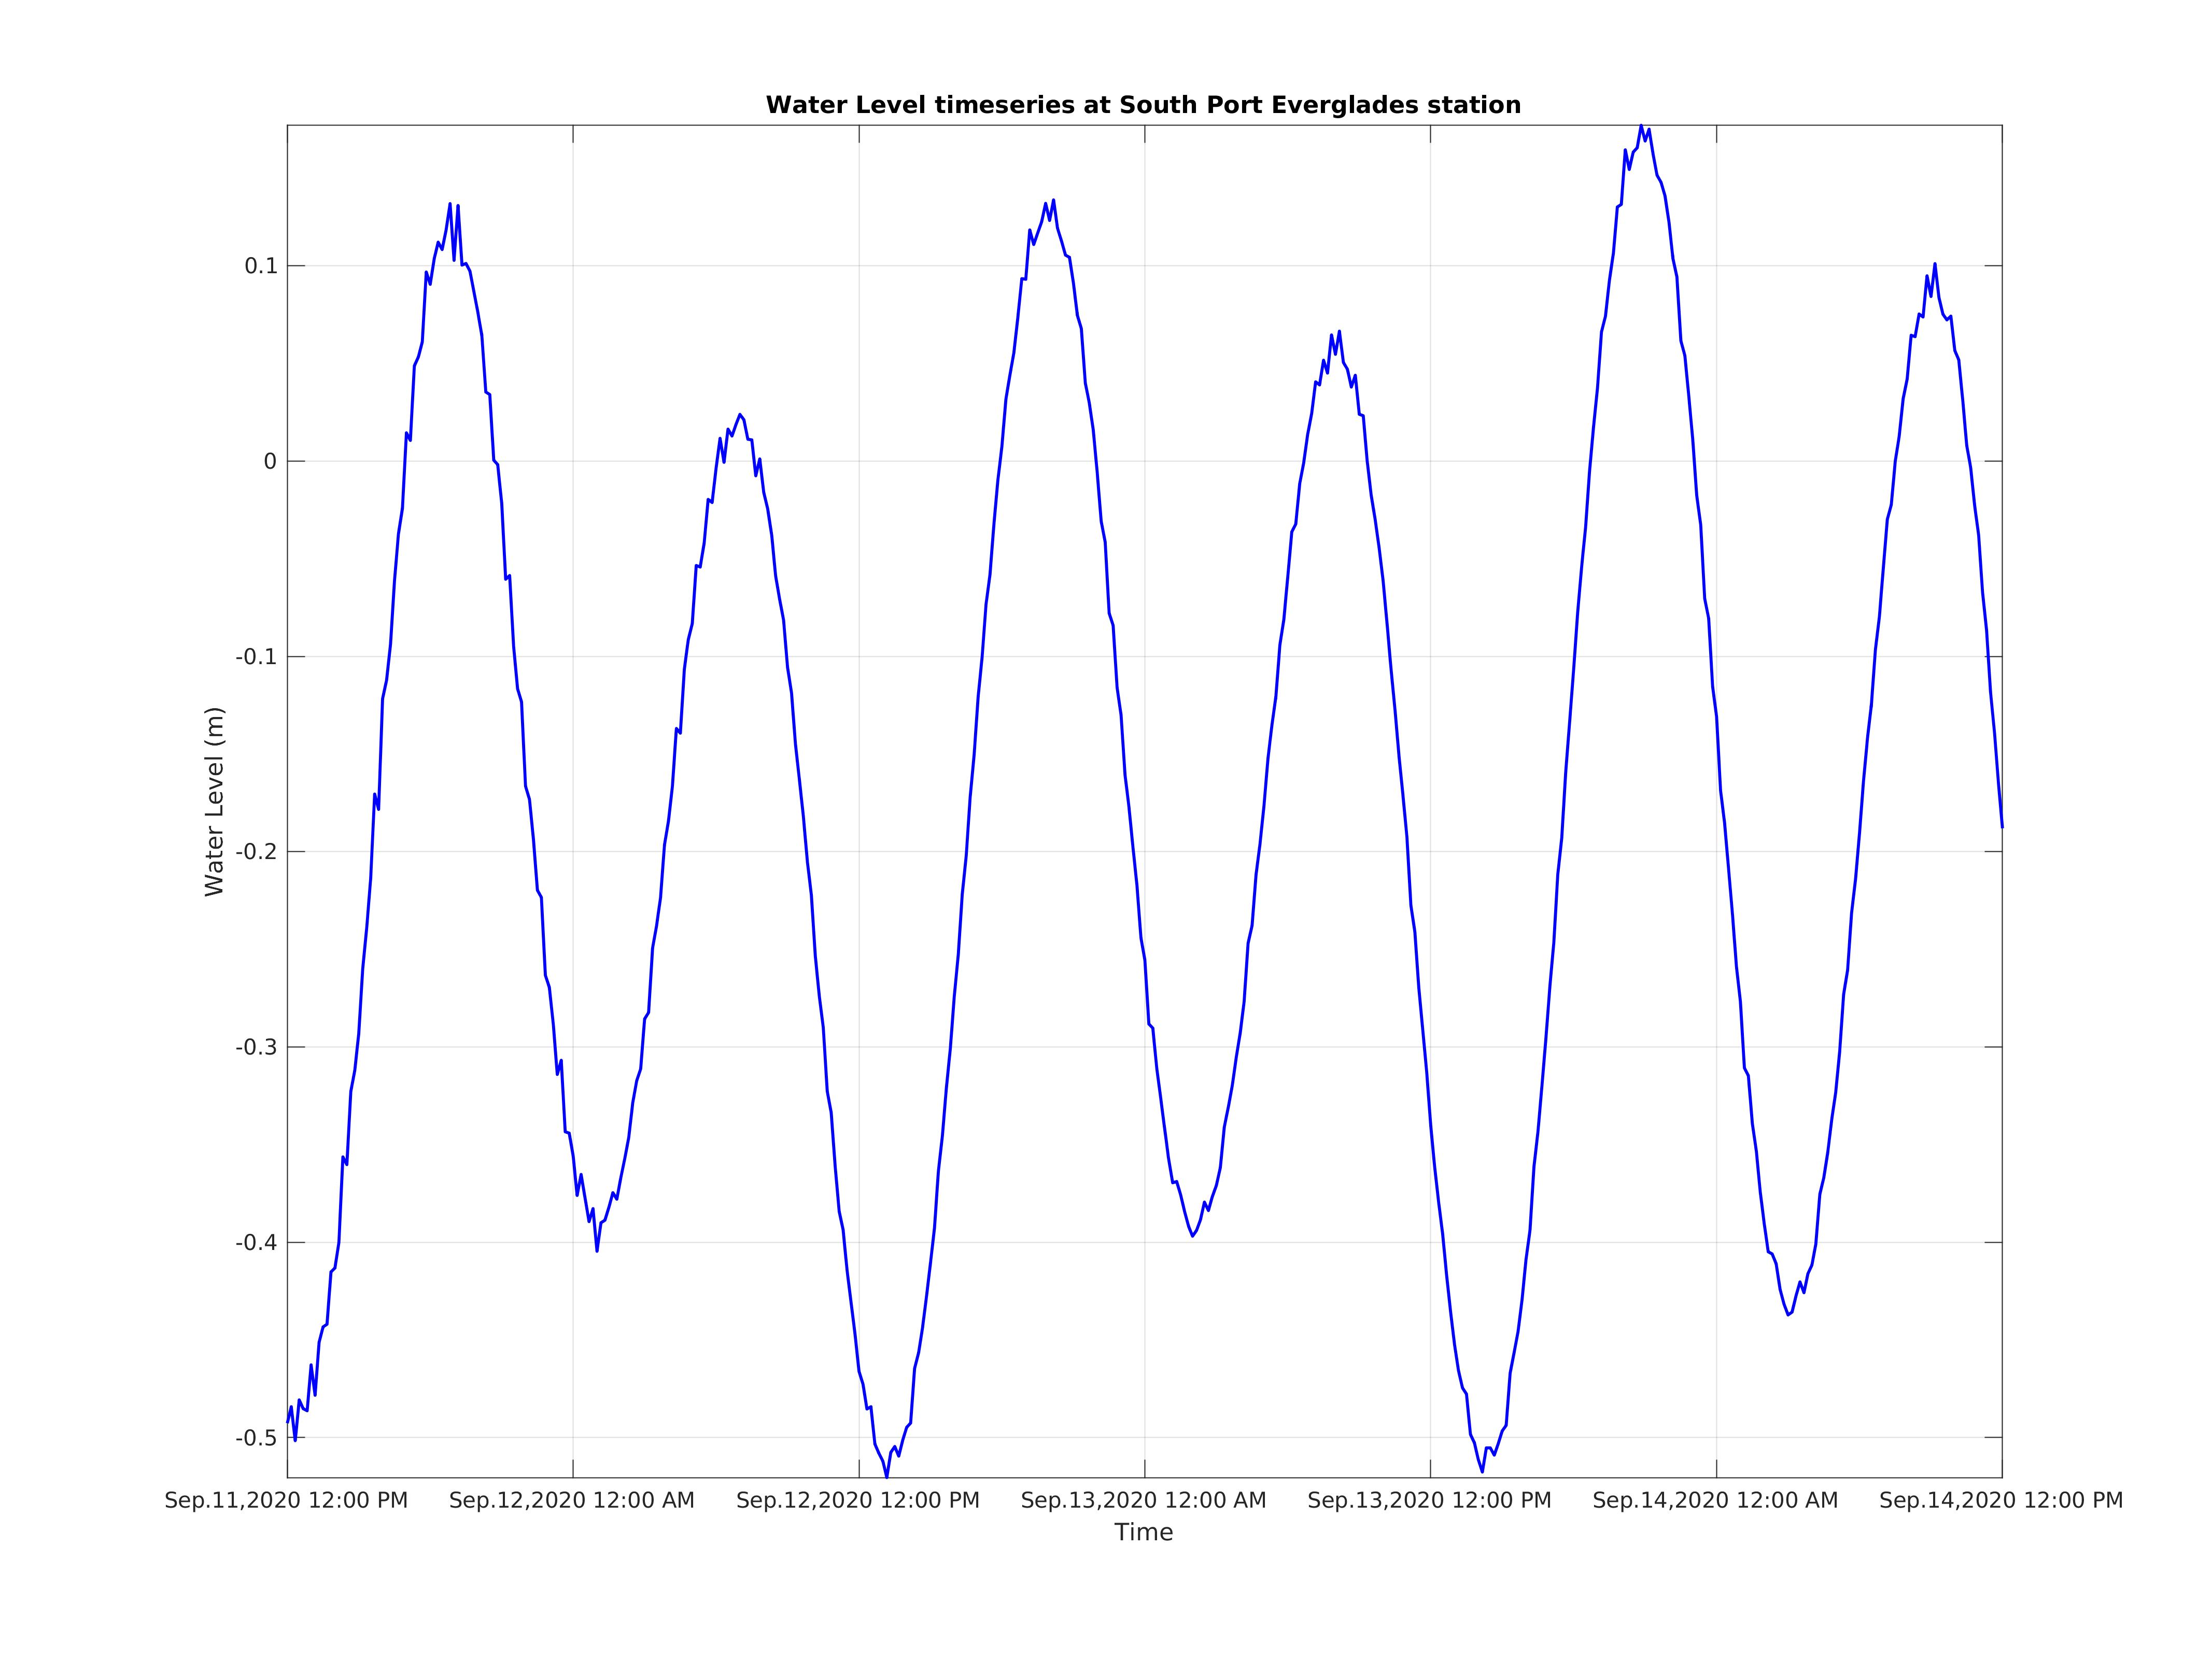 Water Level timeseries at South Port Everglades station
0.1
0
-0.1
-0.2
-0.3
-0.4
-0.5
Water Level (m)
Sep.11,2020 12:00 PM
Sep.12,2020 12:00 AM
Sep.12,2020 12:00 PM
Sep.13,2020 12:00 AM
Sep.13,2020 12:00 PM
Sep.14,2020 12:00 AM
Sep.14,2020 12:00 PM
Time